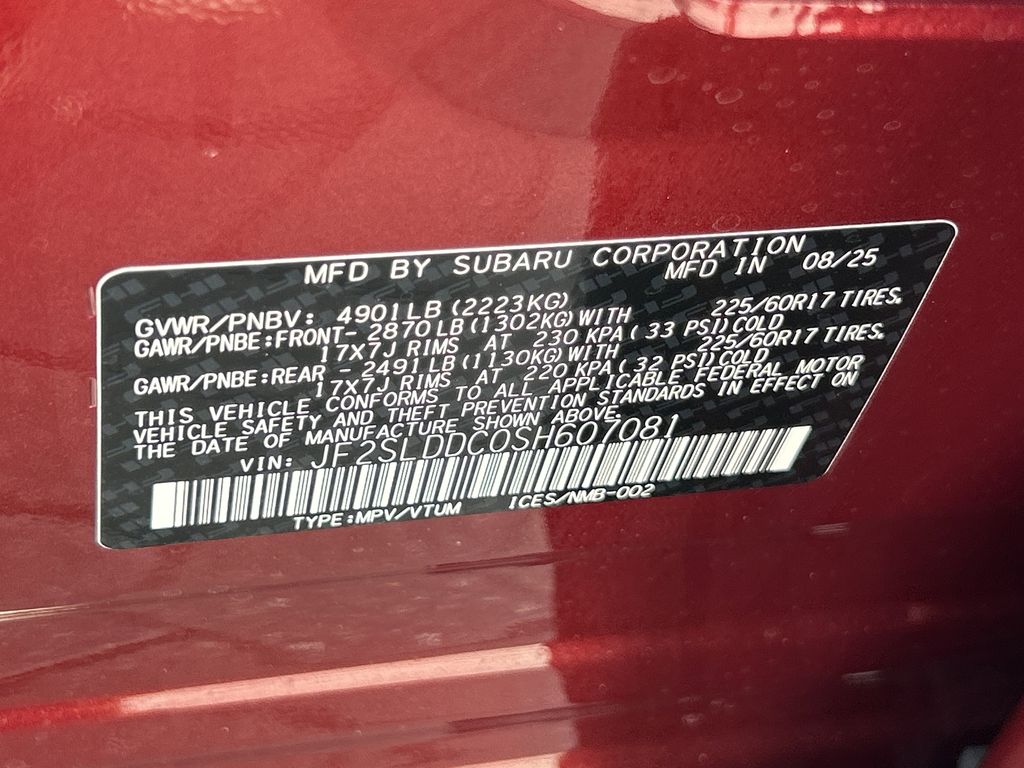 MFD BY SUBARU CORPORATION
MFD IN 08/25
GVWR/PNBV: 4901LB(2223KG)
GAWR/PNBE:FRONT- 2870LB(1302KG)WITH 225/60R17 TIRES,
17X7J RIMS AT 230 KPA( 33 PSI)COLD
GAWR/PNBE:REAR - 2491LB(1130KG)WITH 225/60R17 TIRES,
17X7J RIMS AT 220 KPA( 32 PSI)COLD
THIS VEHICLE CONFORMS TO ALL APPLICABLE FEDERAL MOTOR
VEHICLE SAFETY AND THEFT PREVENTION STANDARDS IN EFFECT ON
THE DATE OF MANUFACTURE SHOWN ABOVE.
VIN: JF2SLDDC0SH607081
TYPE:MPV/VTUM ICES/NMB-002